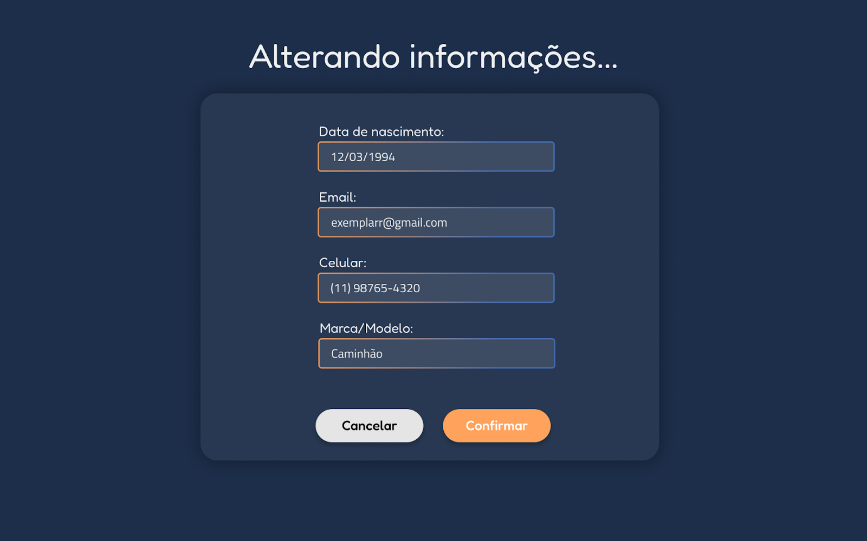 Alterando informações...
Data de nascimento:
12/03/1994
Email:
exemplarr@gmail.com
Celular:
(11) 98765-4320
Marca/Modelo:
Caminhão
Cancelar
Confirmar